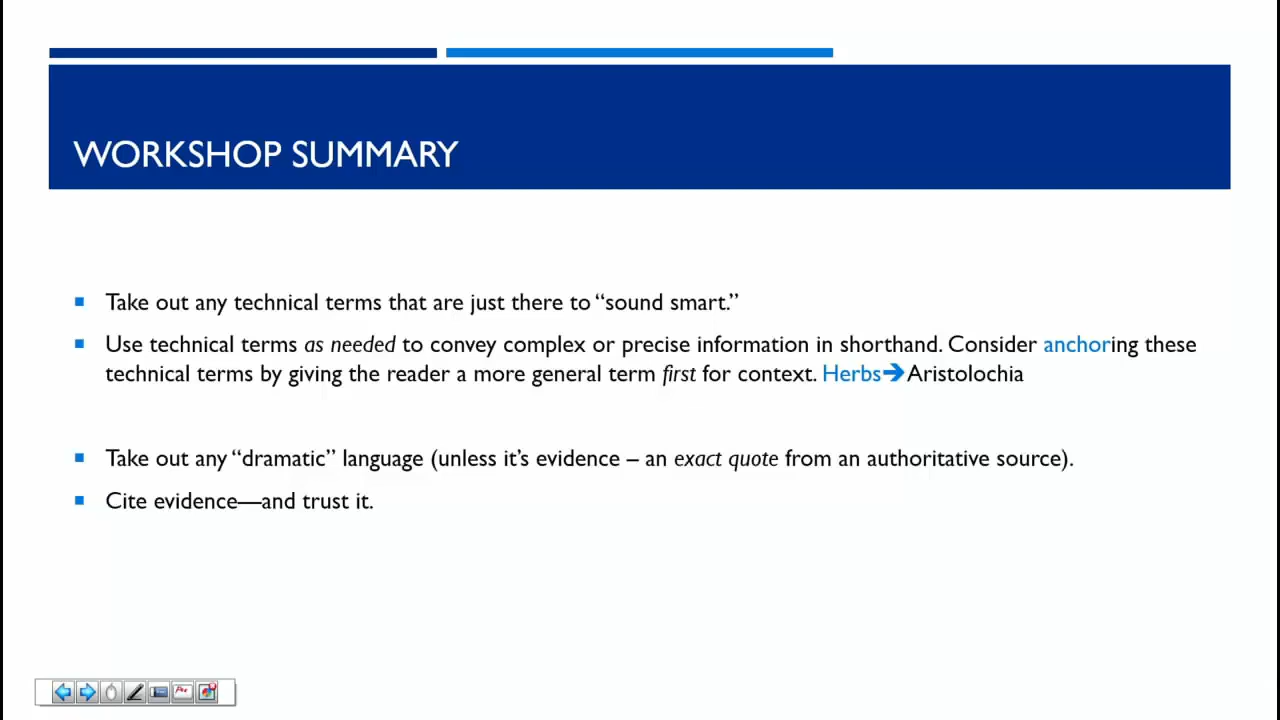 WORKSHOP SUMMARY
▪ Take out any technical terms that are just there to “sound smart.”
▪ Use technical terms as needed to convey complex or precise information in shorthand. Consider anchoring these
technical terms by giving the reader a more general term first for context. Herbs➔Aristolochia
▪ Take out any “dramatic” language (unless it’s evidence – an exact quote from an authoritative source).
▪ Cite evidence—and trust it.